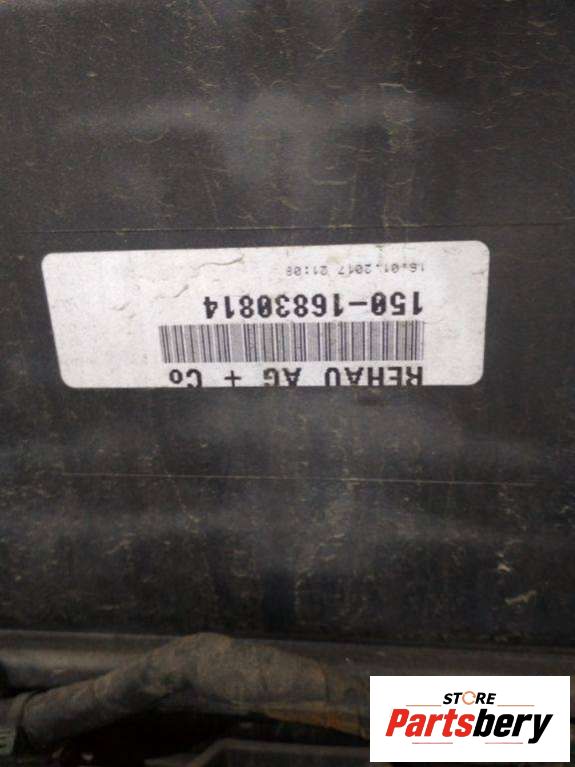 REHAU AG + Co
150-16830814
16.01.2017 21:08
STORE
Partsbery